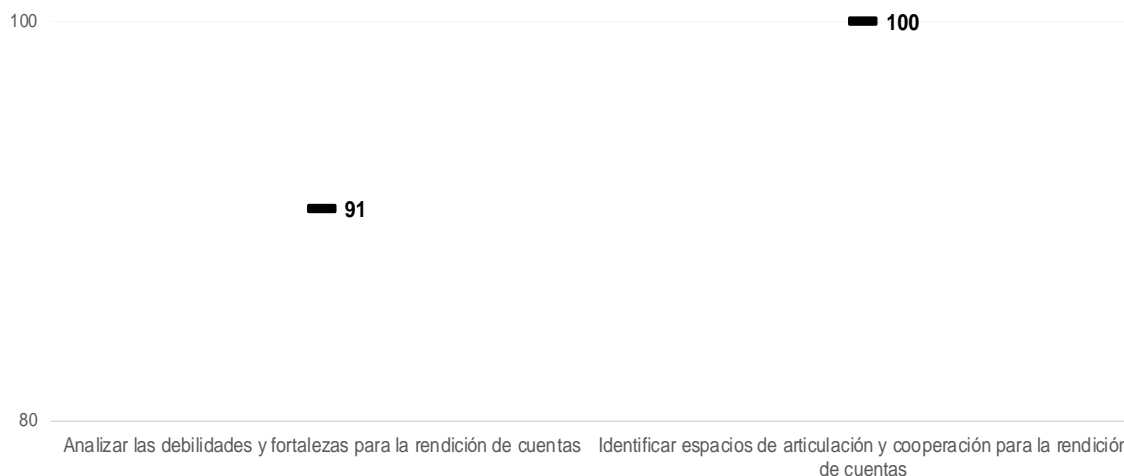 100
100
91
80
Analizar las debilidades y fortalezas para la rendición de cuentas
Identificar espacios de articulación y cooperación para la rendición
de cuentas